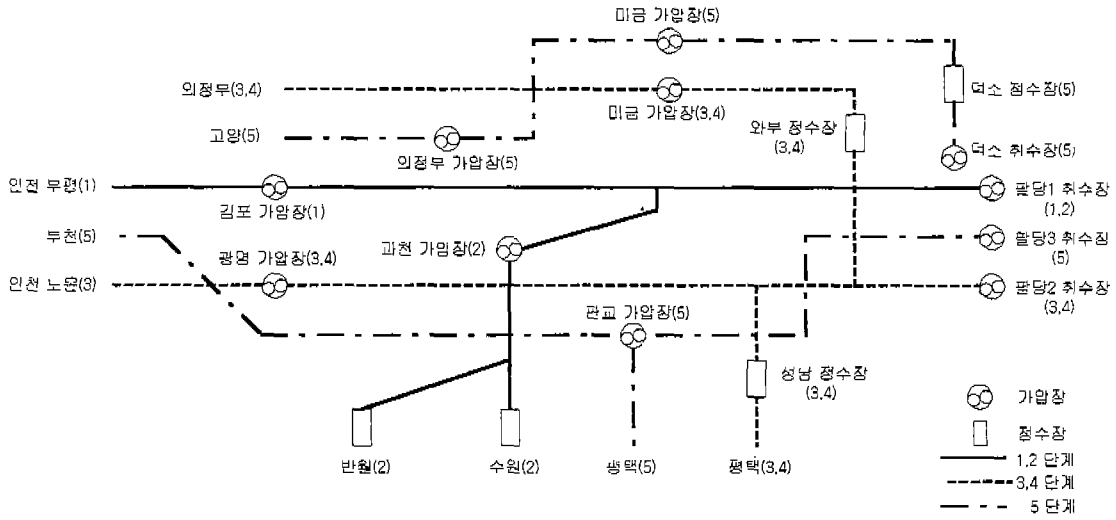 미금 가압장(5)
의정부(3,4)
미금 가압장(3,4)
덕소 정수장(5)
고양(5)
의정부 가압장(5)
와부 정수장
(3,4)
덕소 취수장(5)
인천 부평(1)
김포 가압장(1)
팔당1 취수장
(1,2)
부천(5)
광명 가압장(3,4)
과천 가압장(2)
팔당3 취수장
(5)
인천 노온(3)
팔당2 취수장
(3,4)
판교 가압장(5)
성남 정수장
(3,4)
가압장
정수장
반월(2)
수원(2)
평택(5)
평택(3,4)
1,2 단계
3,4 단계
5 단계